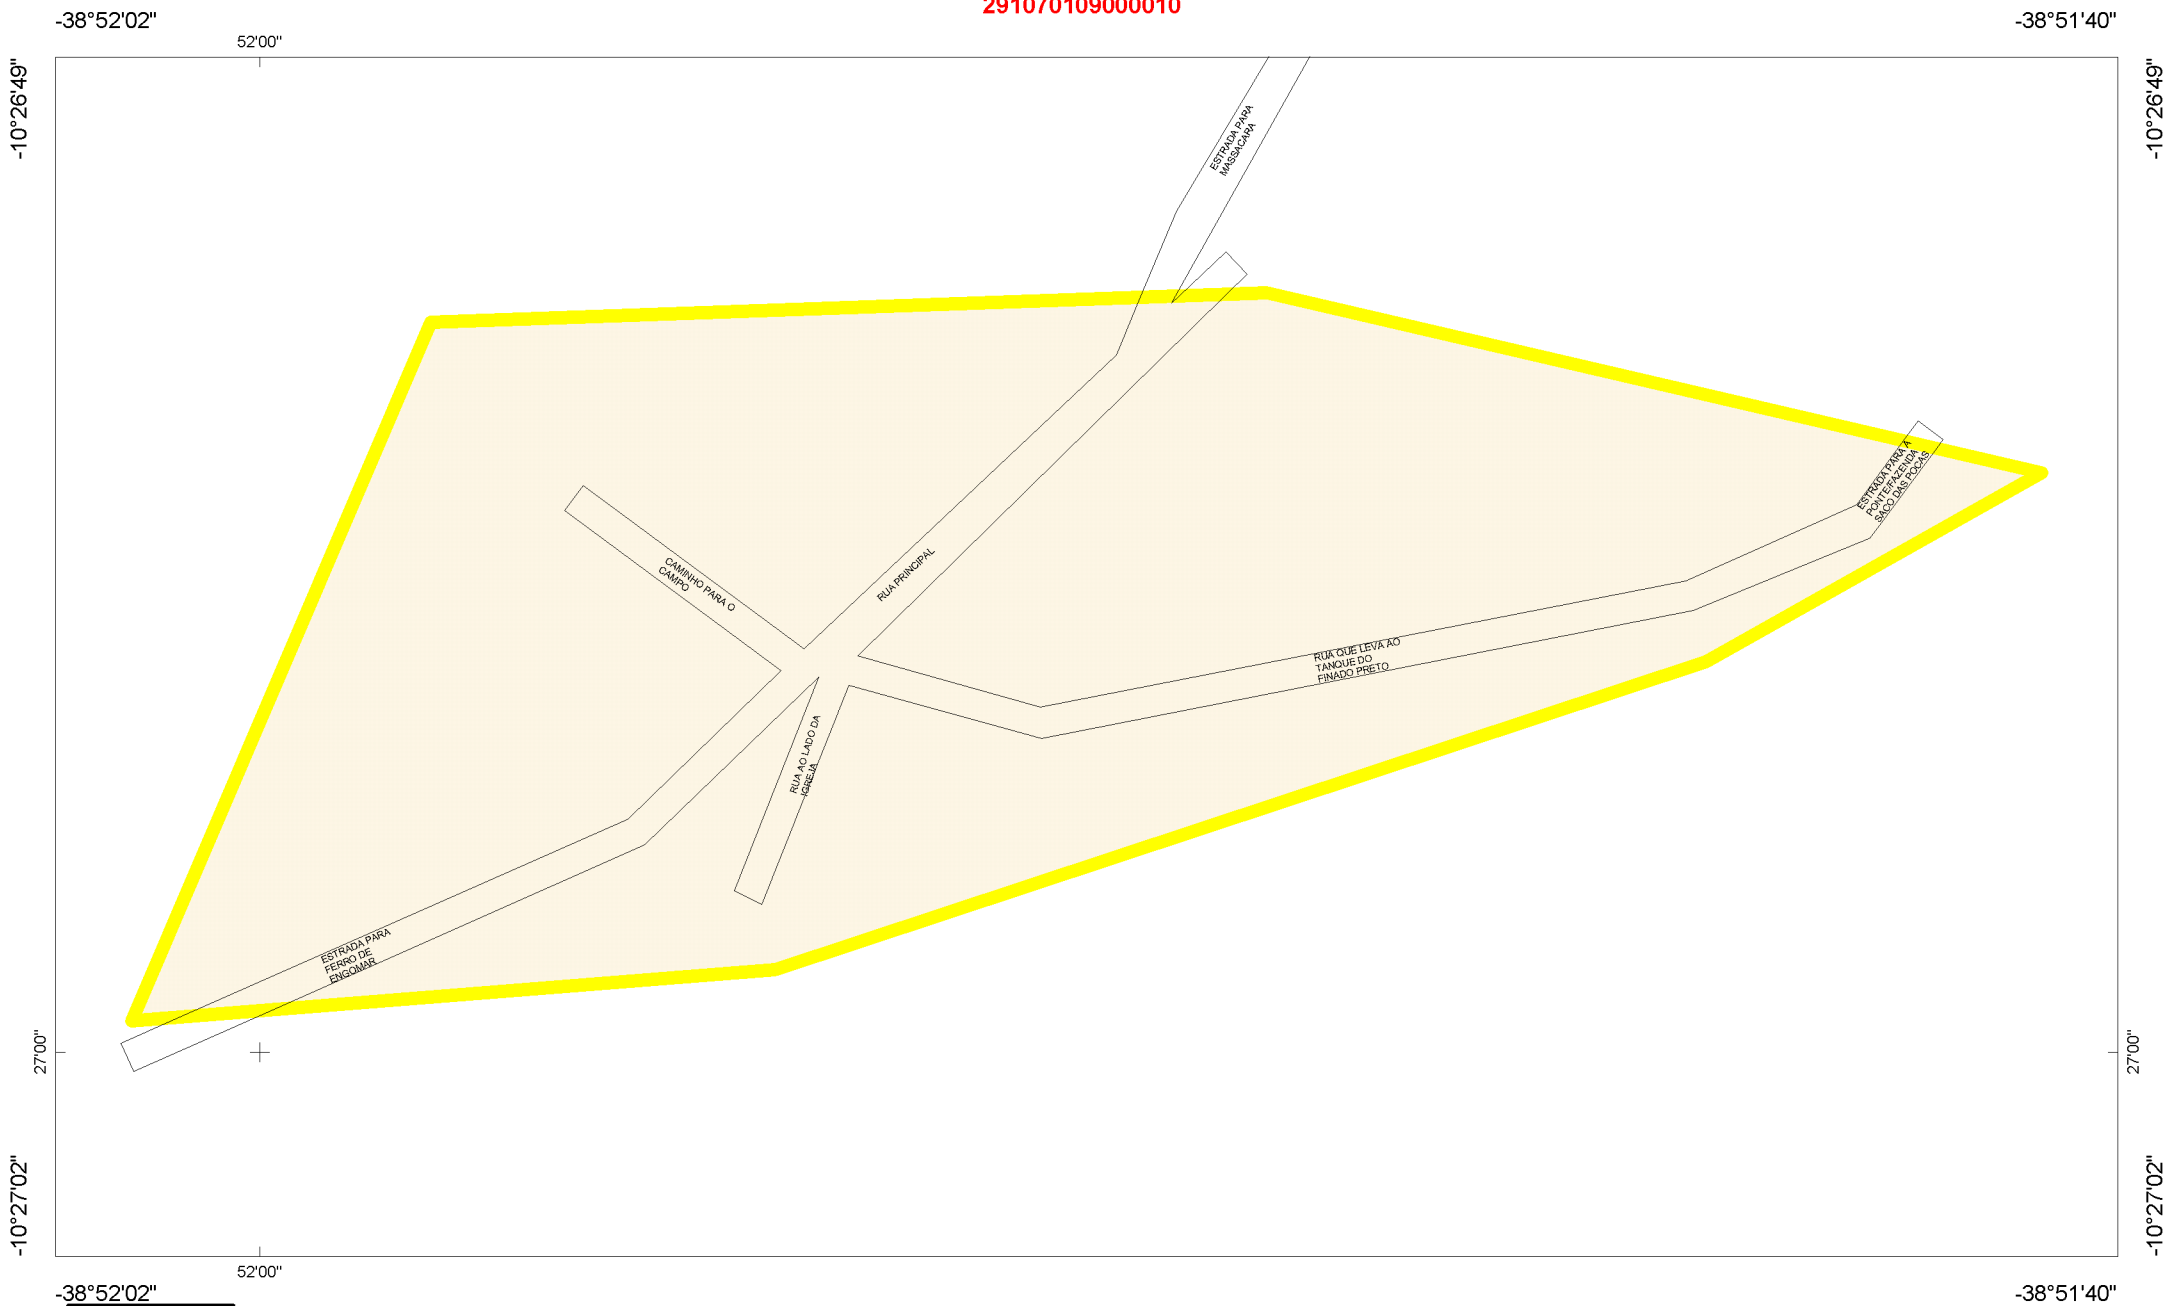 291070109000010
-38°52'02"
-38°51'40"
52'00"
-10°26'49"
-10°26'49"
ESTRADA PARA
MASSACARA
ESTRADA PARA A
PONTE/FAZENDA
SACO DAS POCAS
CAMINHO PARA O
CAMPO
RUA PRINCIPAL
RUA QUE LEVA AO
TANQUE DO
FINADO PRETO
RUA AO LADO DA
IGREJA
ESTRADA PARA
FERRO DE
ENGOMAR
27'00"
27'00"
-10°27'02"
-10°27'02"
52'00"
-38°52'02"
-38°51'40"